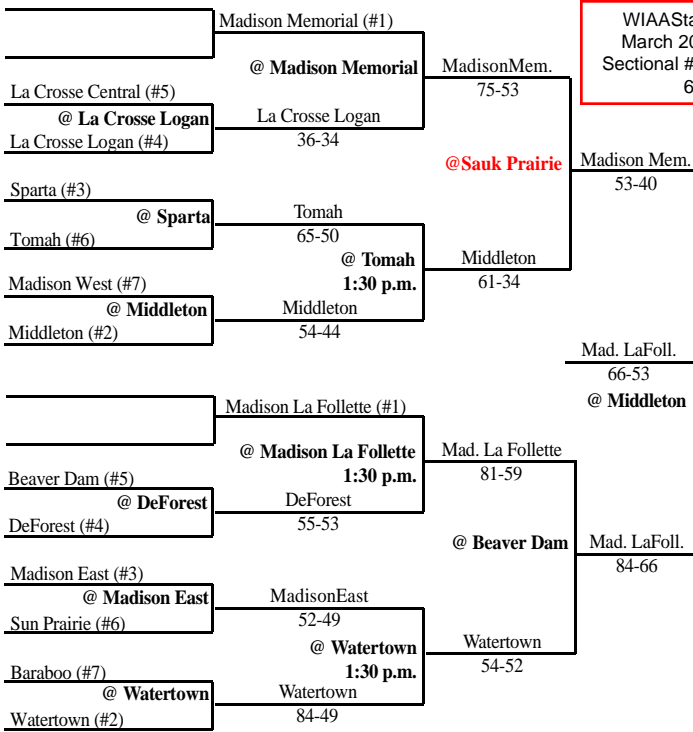 Madison Memorial (#1)
WIAASta
March 20
Sectional #
6
@ Madison Memorial
MadisonMem.
75-53
La Crosse Central (#5)
@ La Crosse Logan
La Crosse Logan (#4)
La Crosse Logan
36-34
@Sauk Prairie
Madison Mem.
53-40
Sparta (#3)
@ Sparta
Tomah (#6)
Tomah
65-50
@ Tomah
1:30 p.m.
Middleton
61-34
Madison West (#7)
@ Middleton
Middleton (#2)
Middleton
54-44
Mad. LaFoll.
66-53
@ Middleton
Madison La Follette (#1)
@ Madison La Follette
1:30 p.m.
Mad. La Follette
81-59
Beaver Dam (#5)
@ DeForest
DeForest (#4)
DeForest
55-53
@ Beaver Dam
Mad. LaFoll.
84-66
Madison East (#3)
@ Madison East
Sun Prairie (#6)
MadisonEast
52-49
@ Watertown
1:30 p.m.
Watertown
54-52
Baraboo (#7)
@ Watertown
Watertown (#2)
Watertown
84-49